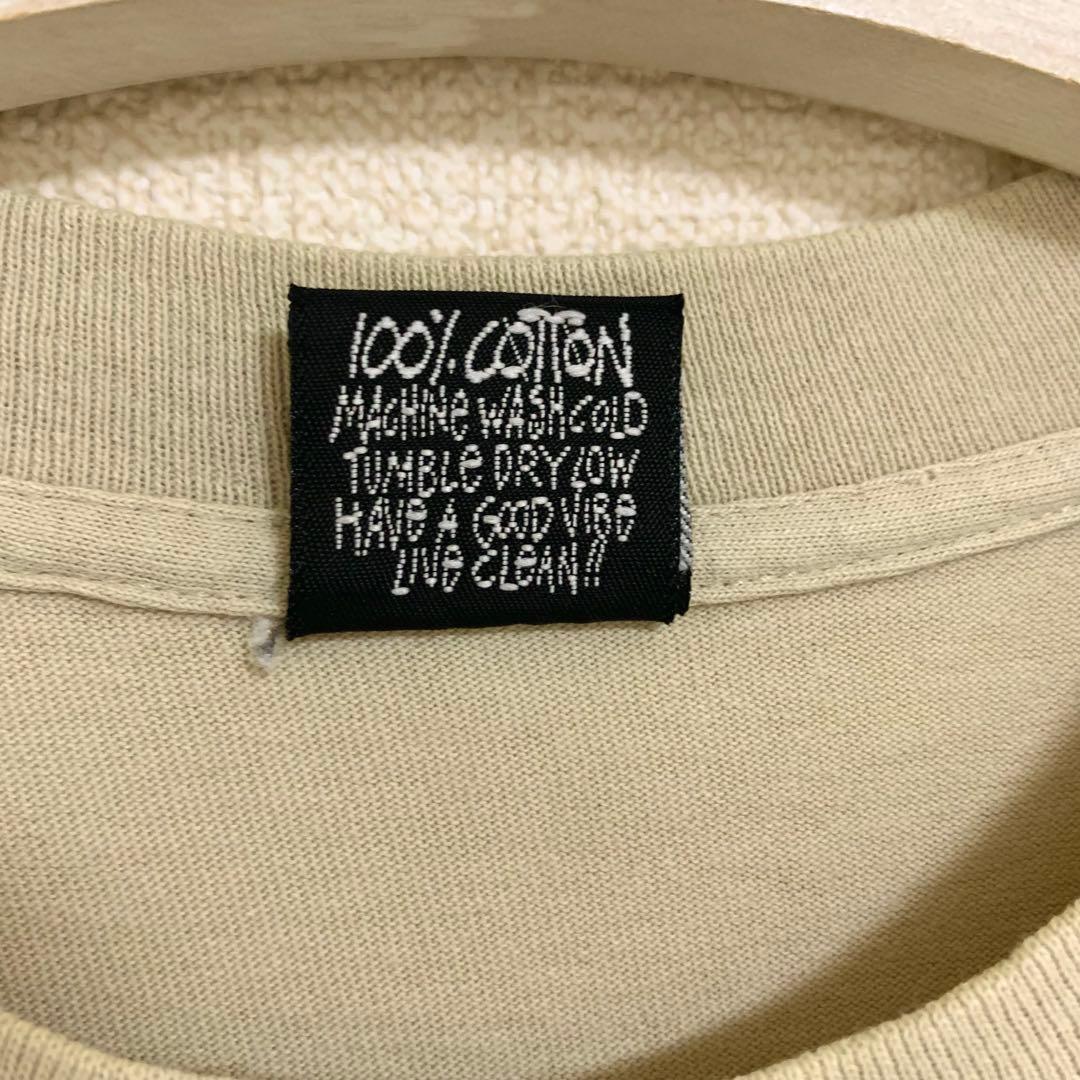 100% COTTON
MACHINE WASH COLD
TUMBLE DRY LOW
HAVE A GOOD VIBE
LIVE CLEAN!!